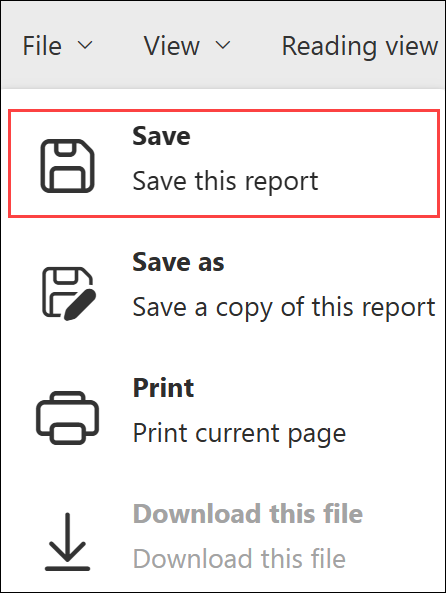 File View Reading view
Save
Save this report
Save as
Save a copy of this report
Print
Print current page
Download this file
Download this file